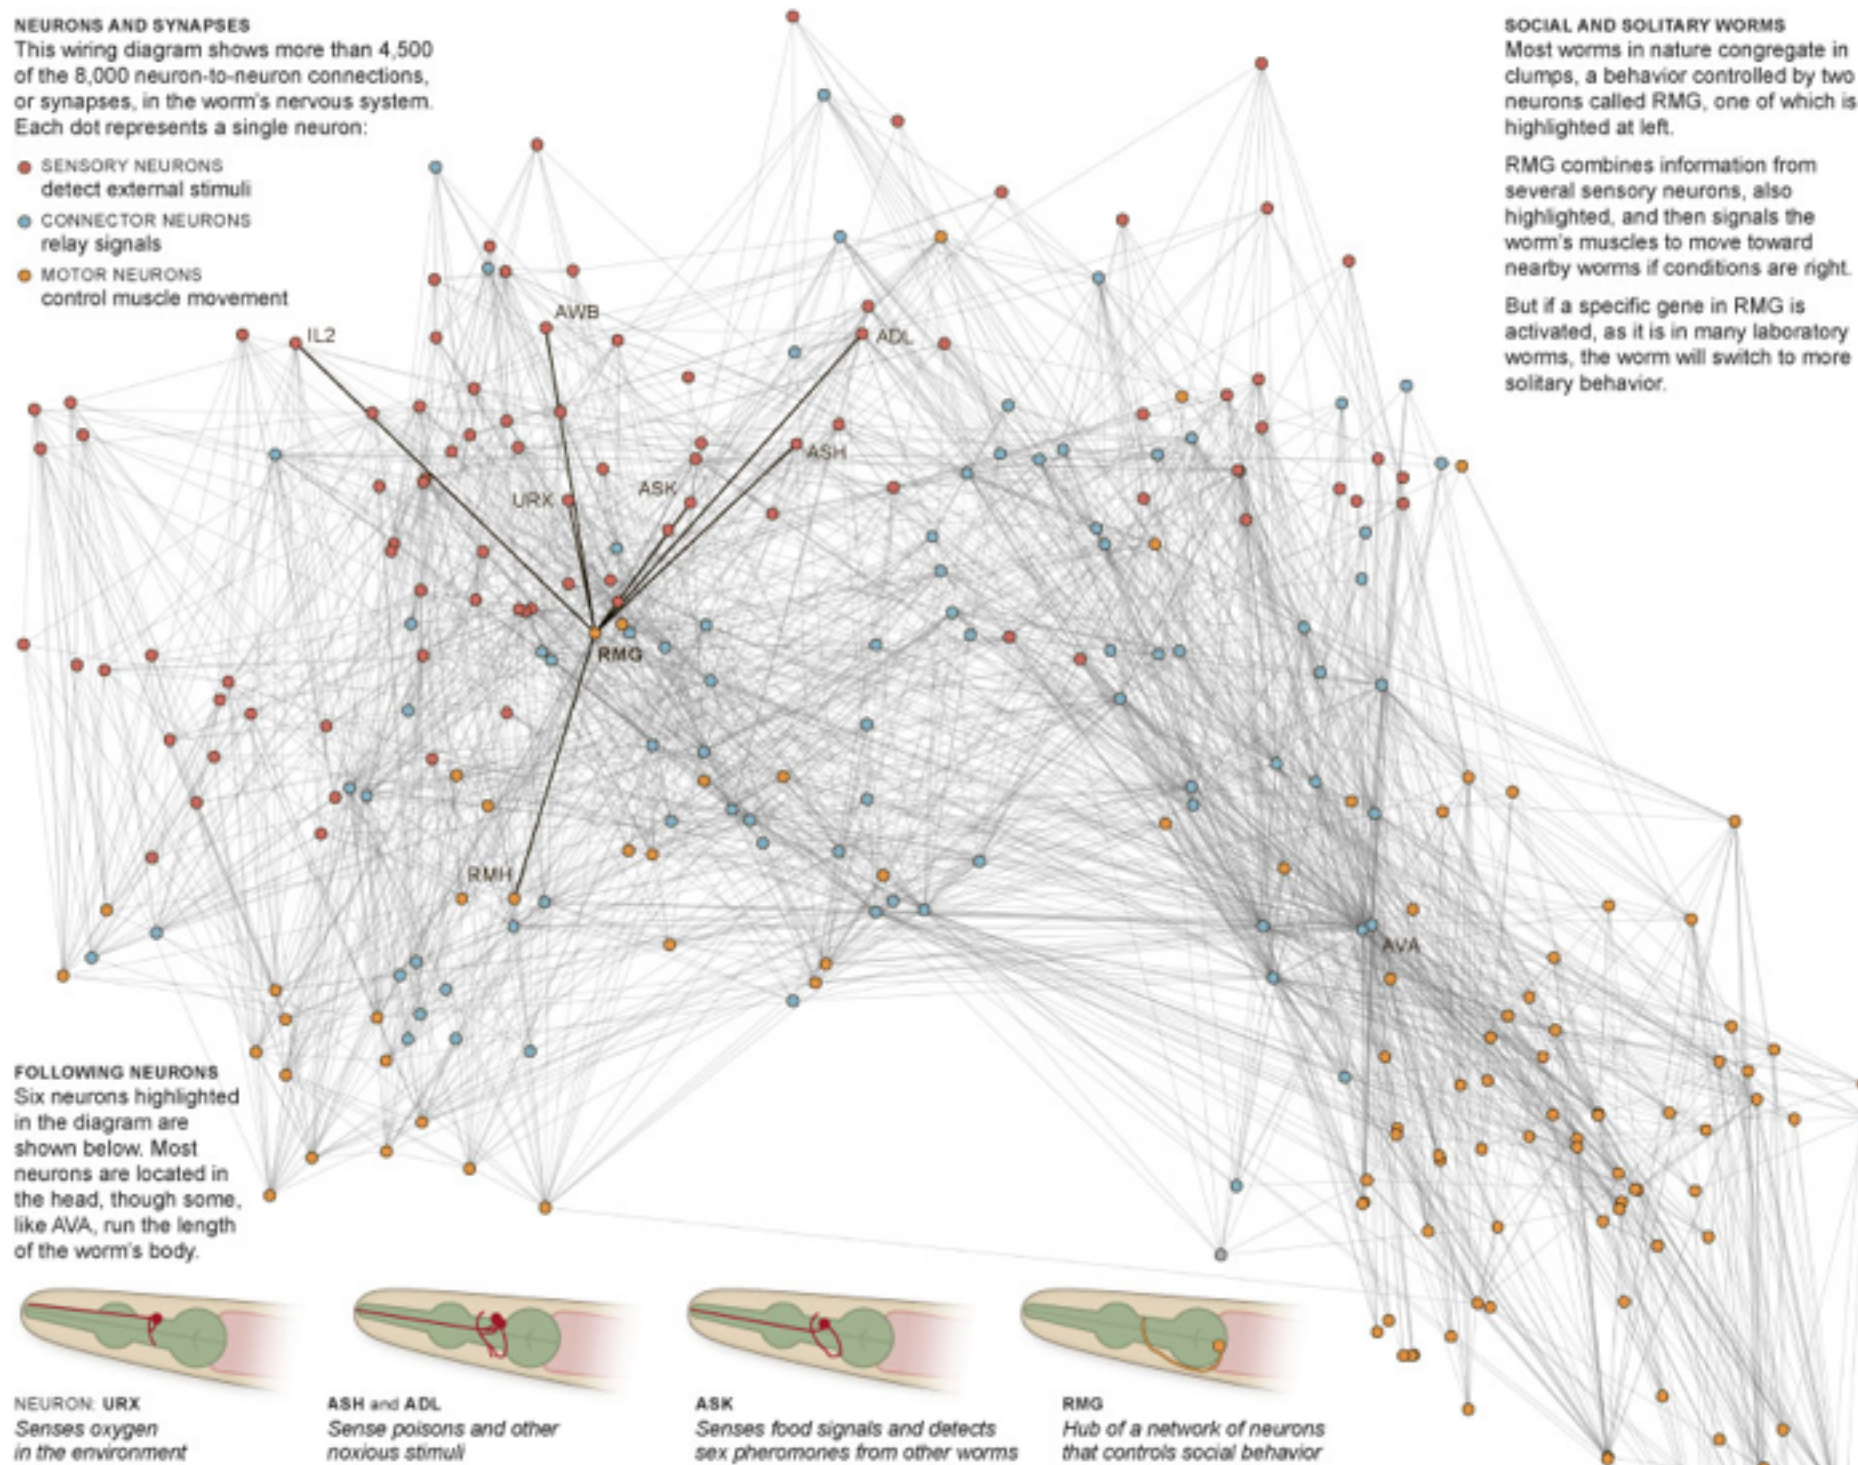 NEURONS AND SYNAPSES
This wiring diagram shows more than 4,500
of the 8,000 neuron-to-neuron connections,
or synapses, in the worm's nervous system.
Each dot represents a single neuron:
SENSORY NEURONS
detect external stimuli
CONNECTOR NEURONS
relay signals
MOTOR NEURONS
control muscle movement
SOCIAL AND SOLITARY WORMS
Most worms in nature congregate in
clumps, a behavior controlled by two
neurons called RMG, one of which is
highlighted at left.
RMG combines information from
several sensory neurons, also
highlighted, and then signals the
worm's muscles to move toward
nearby worms if conditions are right.
But if a specific gene in RMG is
activated, as it is in many laboratory
worms, the worm will switch to more
solitary behavior.
IL2
AWB
ADL
ASH
URX
ASK
RMG
RMH
AVA
FOLLOWING NEURONS
Six neurons highlighted
in the diagram are
shown below. Most
neurons are located in
the head, though some,
like AVA, run the length
of the worm's body.
NEURON: URX
Senses oxygen
in the environment
ASH and ADL
Sense poisons and other
noxious stimuli
ASK
Senses food signals and detects
sex pheromones from other worms
RMG
Hub of a network of neurons
that controls social behavior